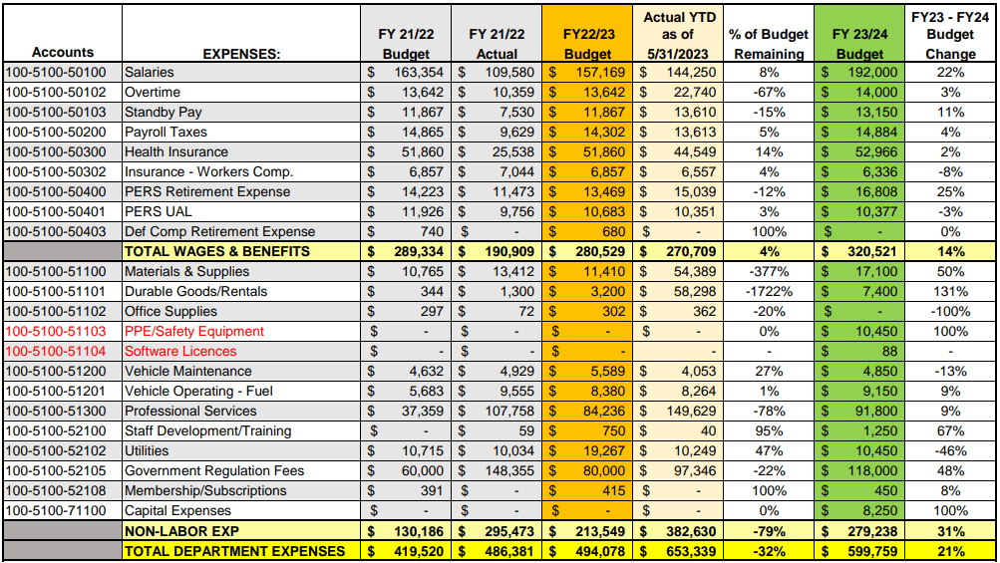 Accounts EXPENSES: FY 21/22 Budget FY 21/22 Actual FY22/23 Budget Actual YTD as of 5/31/2023 % of Budget Remaining FY 23/24 Budget FY23 - FY24 Budget Change
100-5100-50100 Salaries $ 163,354 $ 109,580 $ 157,169 $ 144,250 8% $ 192,000 22%
100-5100-50102 Overtime $ 13,642 $ 10,359 $ 13,642 $ 22,740 -67% $ 14,000 3%
100-5100-50103 Standby Pay $ 11,867 $ 7,530 $ 11,867 $ 13,610 -15% $ 13,150 11%
100-5100-50200 Payroll Taxes $ 14,865 $ 9,629 $ 14,302 $ 13,613 5% $ 14,884 4%
100-5100-50300 Health Insurance $ 51,860 $ 25,538 $ 51,860 $ 44,549 14% $ 52,966 2%
100-5100-50302 Insurance - Workers Comp. $ 6,857 $ 7,044 $ 6,857 $ 6,557 4% $ 6,336 -8%
100-5100-50400 PERS Retirement Expense $ 14,223 $ 11,473 $ 13,469 $ 15,039 -12% $ 16,808 25%
100-5100-50401 PERS UAL $ 11,926 $ 9,756 $ 10,683 $ 10,351 3% $ 10,377 -3%
100-5100-50403 Def Comp Retirement Expense $ 740 $ - $ 680 $ - 100% $ - 0%
TOTAL WAGES & BENEFITS $ 289,334 $ 190,909 $ 280,529 $ 270,709 4% $ 320,521 14%
100-5100-51100 Materials & Supplies $ 10,765 $ 13,412 $ 11,410 $ 54,389 -377% $ 17,100 50%
100-5100-51101 Durable Goods/Rentals $ 344 $ 1,300 $ 3,200 $ 58,298 -1722% $ 7,400 131%
100-5100-51102 Office Supplies $ 297 $ 72 $ 302 $ 362 -20% $ - -100%
100-5100-51103 PPE/Safety Equipment $ - $ - $ - $ - 0% $ 10,450 100%
100-5100-51104 Software Licences $ - $ - $ - - - $ 88 -
100-5100-51200 Vehicle Maintenance $ 4,632 $ 4,929 $ 5,589 $ 4,053 27% $ 4,850 -13%
100-5100-51201 Vehicle Operating - Fuel $ 5,683 $ 9,555 $ 8,380 $ 8,264 1% $ 9,150 9%
100-5100-51300 Professional Services $ 37,359 $ 107,758 $ 84,236 $ 149,629 -78% $ 91,800 9%
100-5100-52100 Staff Development/Training $ - $ 59 $ 750 $ 40 95% $ 1,250 67%
100-5100-52102 Utilities $ 10,715 $ 10,034 $ 19,267 $ 10,249 47% $ 10,450 -46%
100-5100-52105 Government Regulation Fees $ 60,000 $ 148,355 $ 80,000 $ 97,346 -22% $ 118,000 48%
100-5100-52108 Membership/Subscriptions $ 391 $ - $ 415 $ - 100% $ 450 8%
100-5100-71100 Capital Expenses $ - $ - $ - $ - 0% $ 8,250 100%
NON-LABOR EXP $ 130,186 $ 295,473 $ 213,549 $ 382,630 -79% $ 279,238 31%
TOTAL DEPARTMENT EXPENSES $ 419,520 $ 486,381 $ 494,078 $ 653,339 -32% $ 599,759 21%